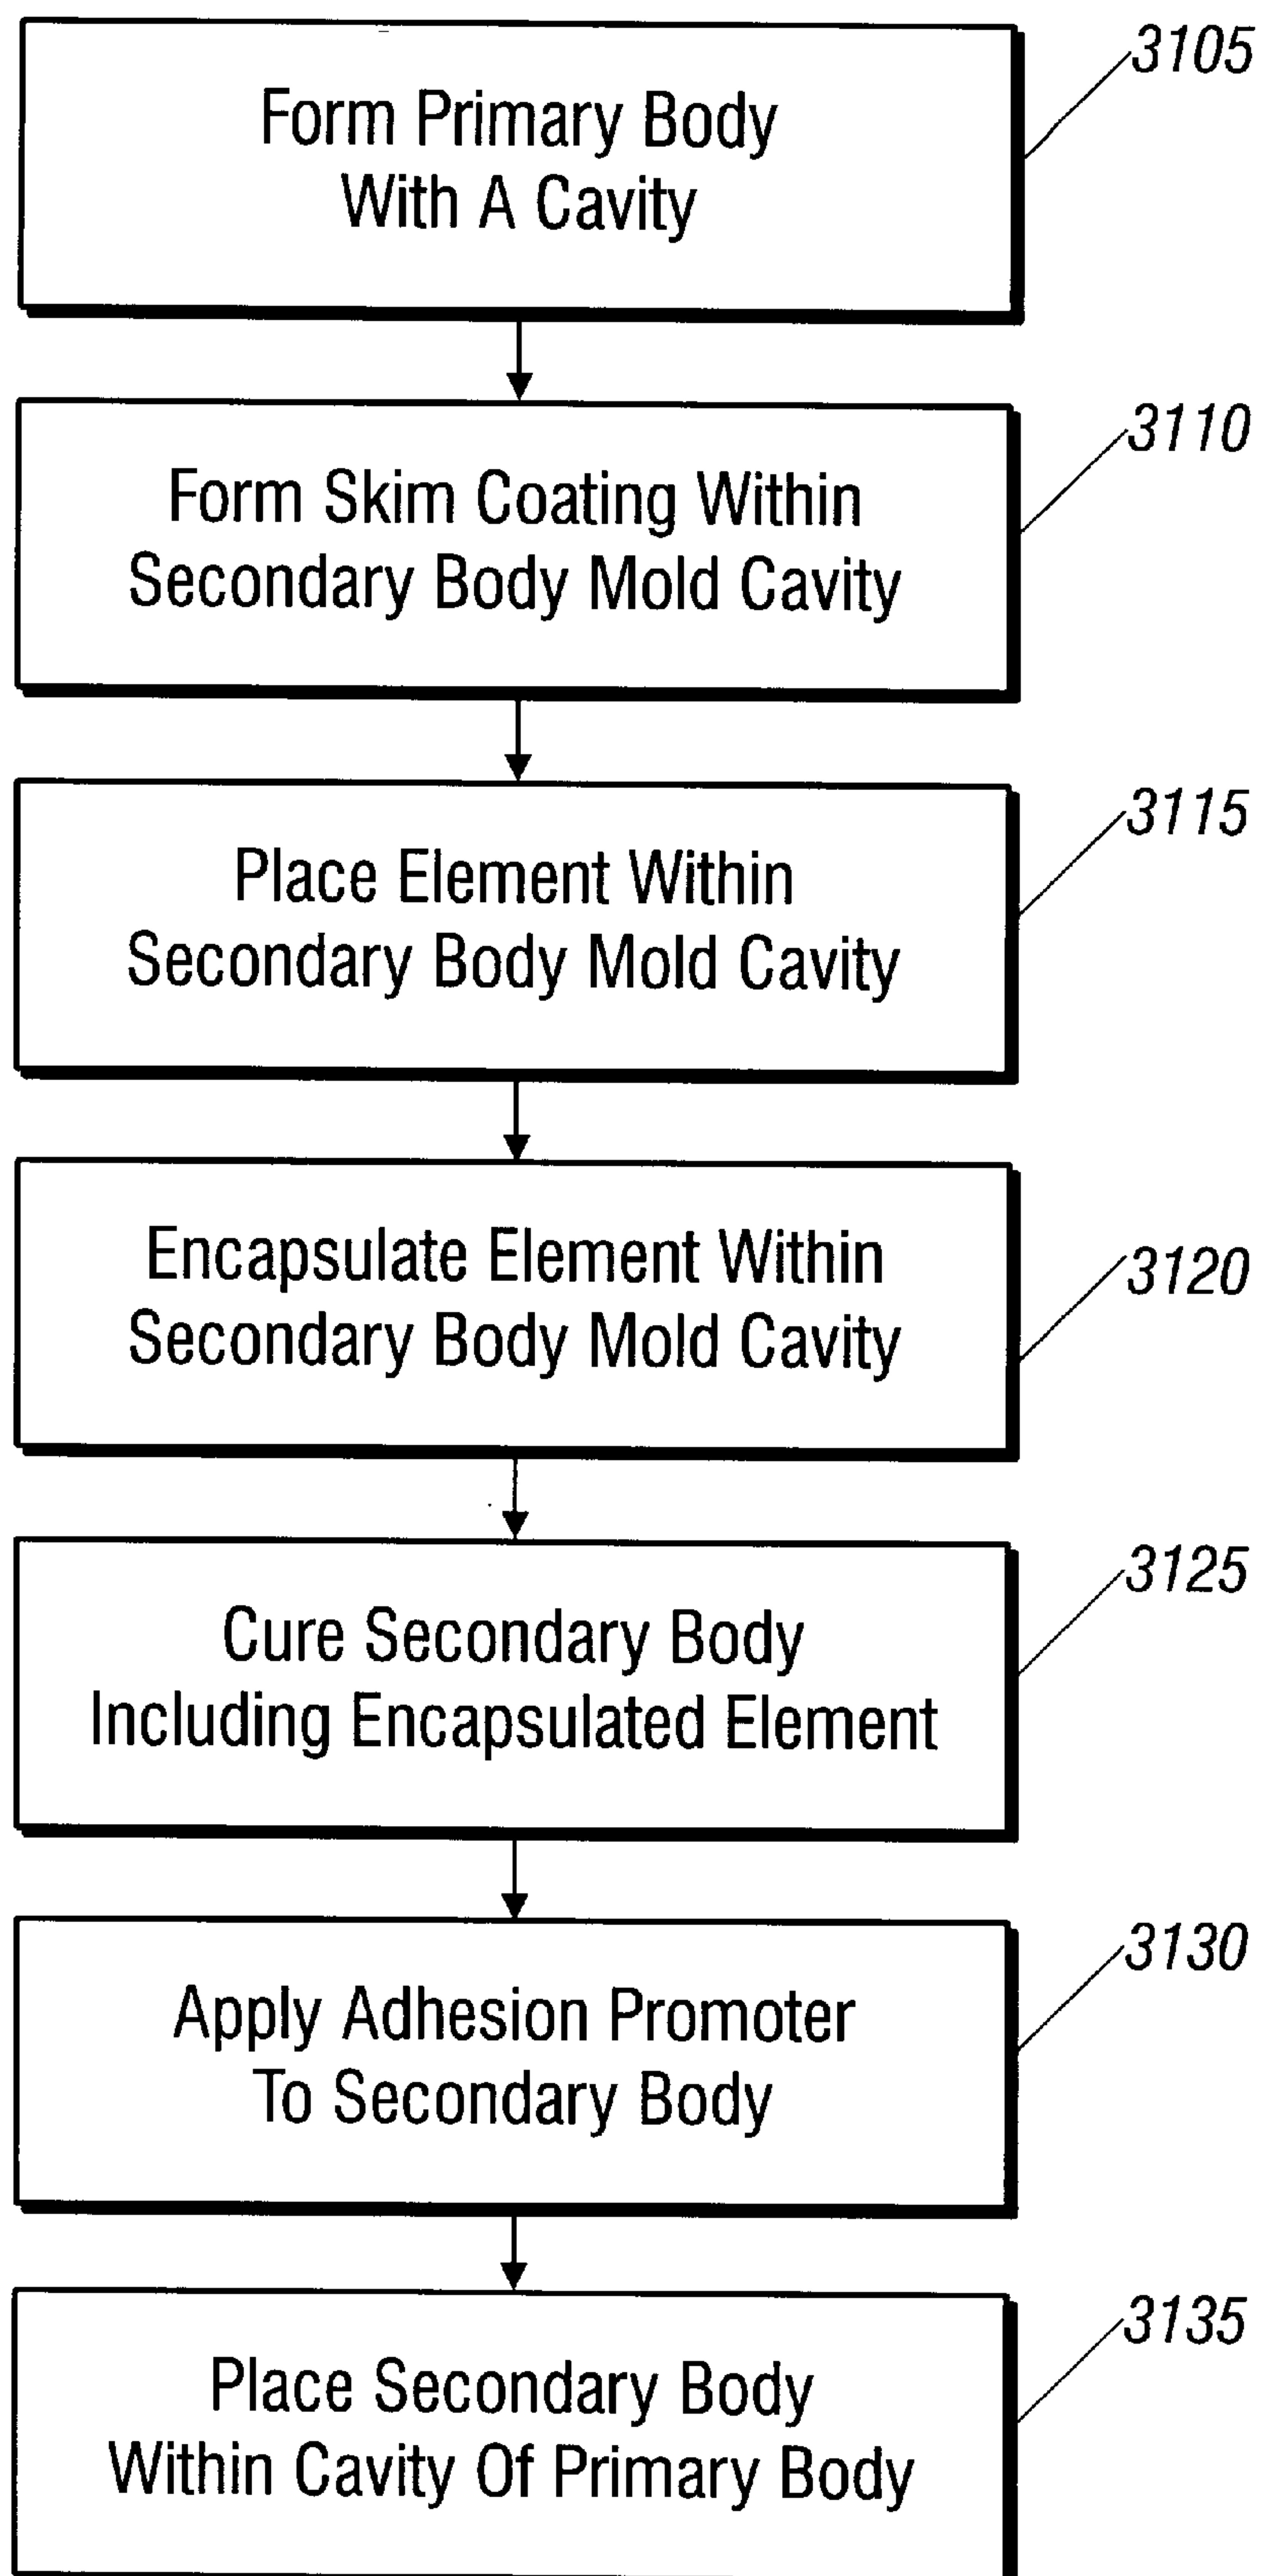 3105
Form Primary Body
With A Cavity
3110
Form Skim Coating Within
Secondary Body Mold Cavity
3115
Place Element Within
Secondary Body Mold Cavity
3120
Encapsulate Element Within
Secondary Body Mold Cavity
3125
Cure Secondary Body
Including Encapsulated Element
3130
Apply Adhesion Promoter
To Secondary Body
3135
Place Secondary Body
Within Cavity Of Primary Body